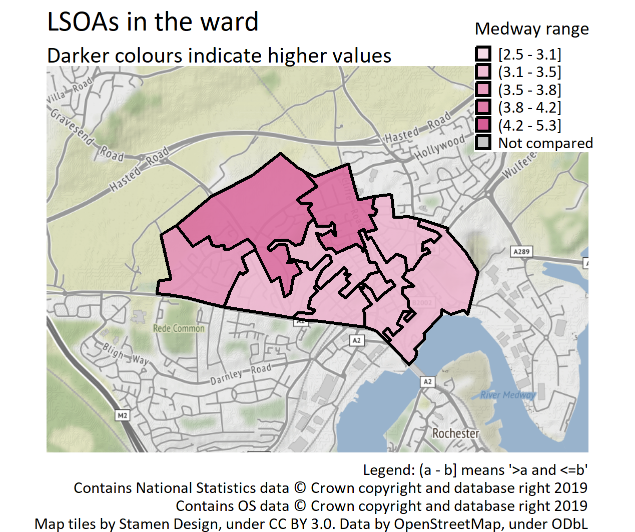 LSOAs in the ward
Darker colours indicate higher values
Medway range
[2.5 - 3.1]
(3.1 - 3.5]
(3.5 - 3.8]
(3.8 - 4.2]
(4.2 - 5.3]
Not compared
Villa Road
Gravesend Road
Hasted Road
Hasted Road
Hollywood
Wulfere
A289
Rede Common
A2
Bligh Way
Darnley Road
A2
M2
River Medway
Rochester
Legend: (a - b] means '>a and <=b'
Contains National Statistics data © Crown copyright and database right 2019
Contains OS data © Crown copyright and database right 2019
Map tiles by Stamen Design, under CC BY 3.0. Data by OpenStreetMap, under ODbL